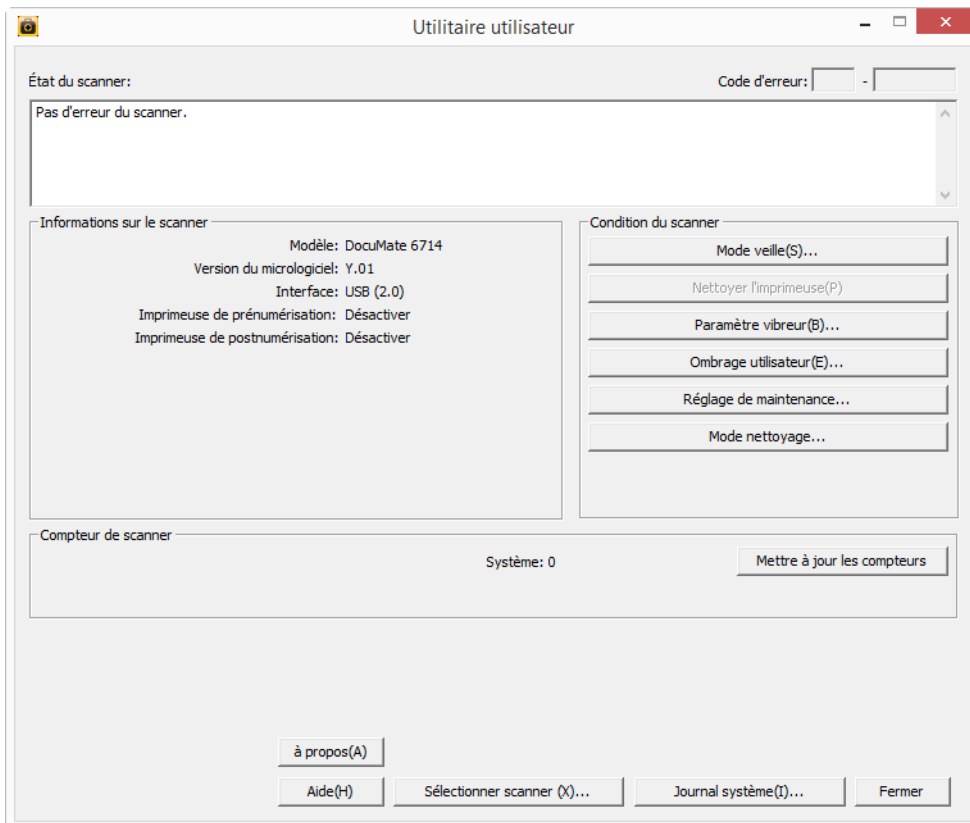 Utilitaire utilisateur
État du scanner:
Code d'erreur: -
Pas d'erreur du scanner.
Informations sur le scanner
Modèle: DocuMate 6714
Version du micrologiciel: Y.01
Interface: USB (2.0)
Imprimeuse de prénumérisation: Désactiver
Imprimeuse de postnumérisation: Désactiver
Condition du scanner
Mode veille(S)...
Nettoyer l'imprimeuse(P)
Paramètre vibreur(B)...
Ombrage utilisateur(E)...
Réglage de maintenance...
Mode nettoyage...
Compteur de scanner
Système: 0
Mettre à jour les compteurs
à propos(A)
Aide(H)
Sélectionner scanner (X)...
Journal système(I)...
Fermer